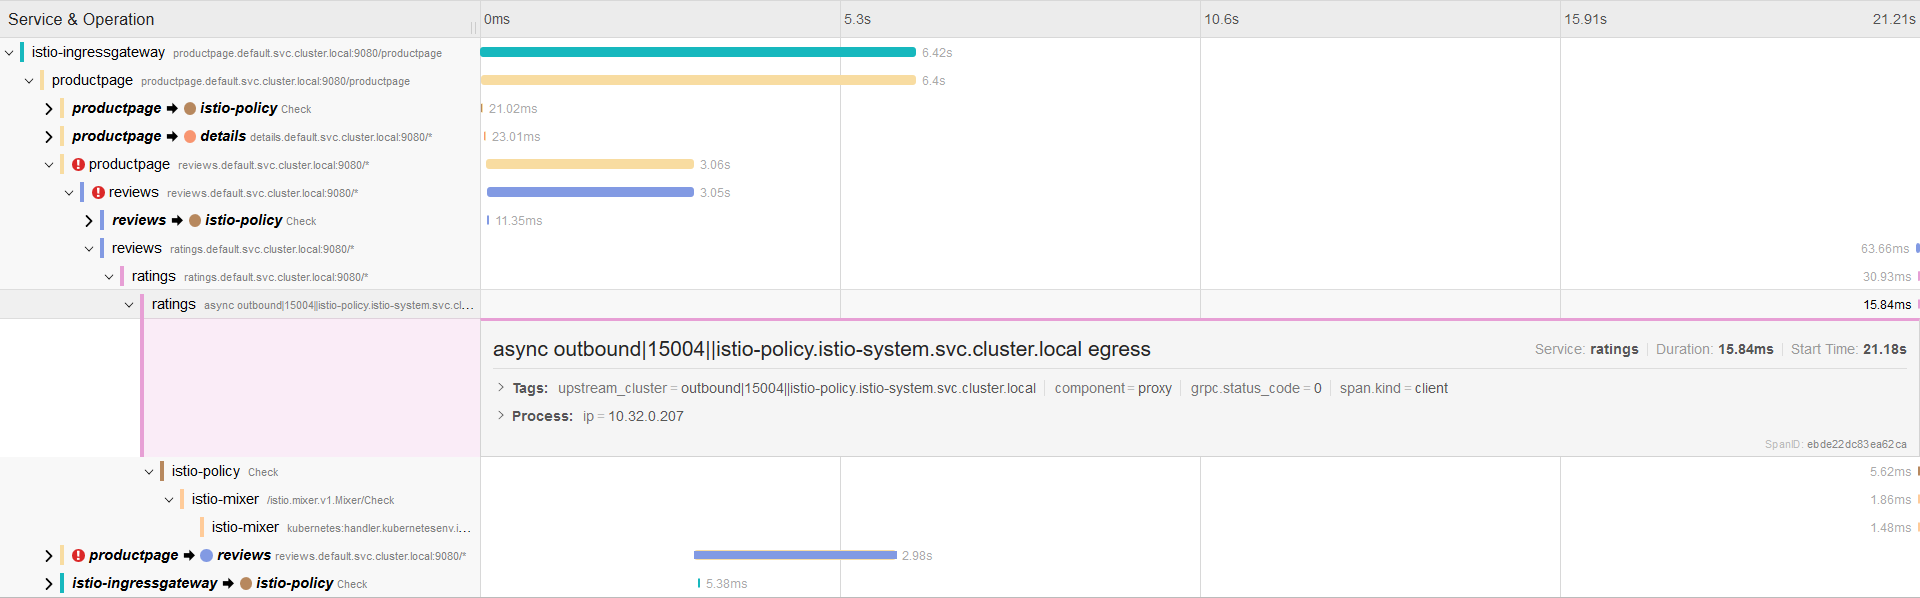 Service & Operation 0ms 5.3s 10.6s 15.91s 21.21s
istio-ingressgateway productpage.default.svc.cluster.local:9080/productpage 6.42s
productpage productpage.default.svc.cluster.local:9080/productpage 6.4s
productpage istio-policy Check 21.02ms
productpage details details.default.svc.cluster.local:9080/* 23.01ms
productpage reviews.default.svc.cluster.local:9080/* 3.06s
reviews reviews.default.svc.cluster.local:9080/* 3.05s
reviews istio-policy Check 11.35ms
reviews ratings.default.svc.cluster.local:9080/* 63.66ms
ratings ratings.default.svc.cluster.local:9080/* 30.93ms
ratings async outbound|15004||istio-policy.istio-system.svc.cl... 15.84ms
async outbound|15004||istio-policy.istio-system.svc.cluster.local egress Service: ratings Duration: 15.84ms Start Time: 21.18s
Tags: upstream_cluster = outbound|15004||istio-policy.istio-system.svc.cluster.local component = proxy grpc.status_code = 0 span.kind = client
Process: ip = 10.32.0.207
SpanID: ebde22dc83ea62ca
istio-policy Check 5.62ms
istio-mixer /istio.mixer.v1.Mixer/Check 1.86ms
istio-mixer kubernetes:handler.kubernetesenv.i... 1.48ms
productpage reviews reviews.default.svc.cluster.local:9080/* 2.98s
istio-ingressgateway istio-policy Check 5.38ms